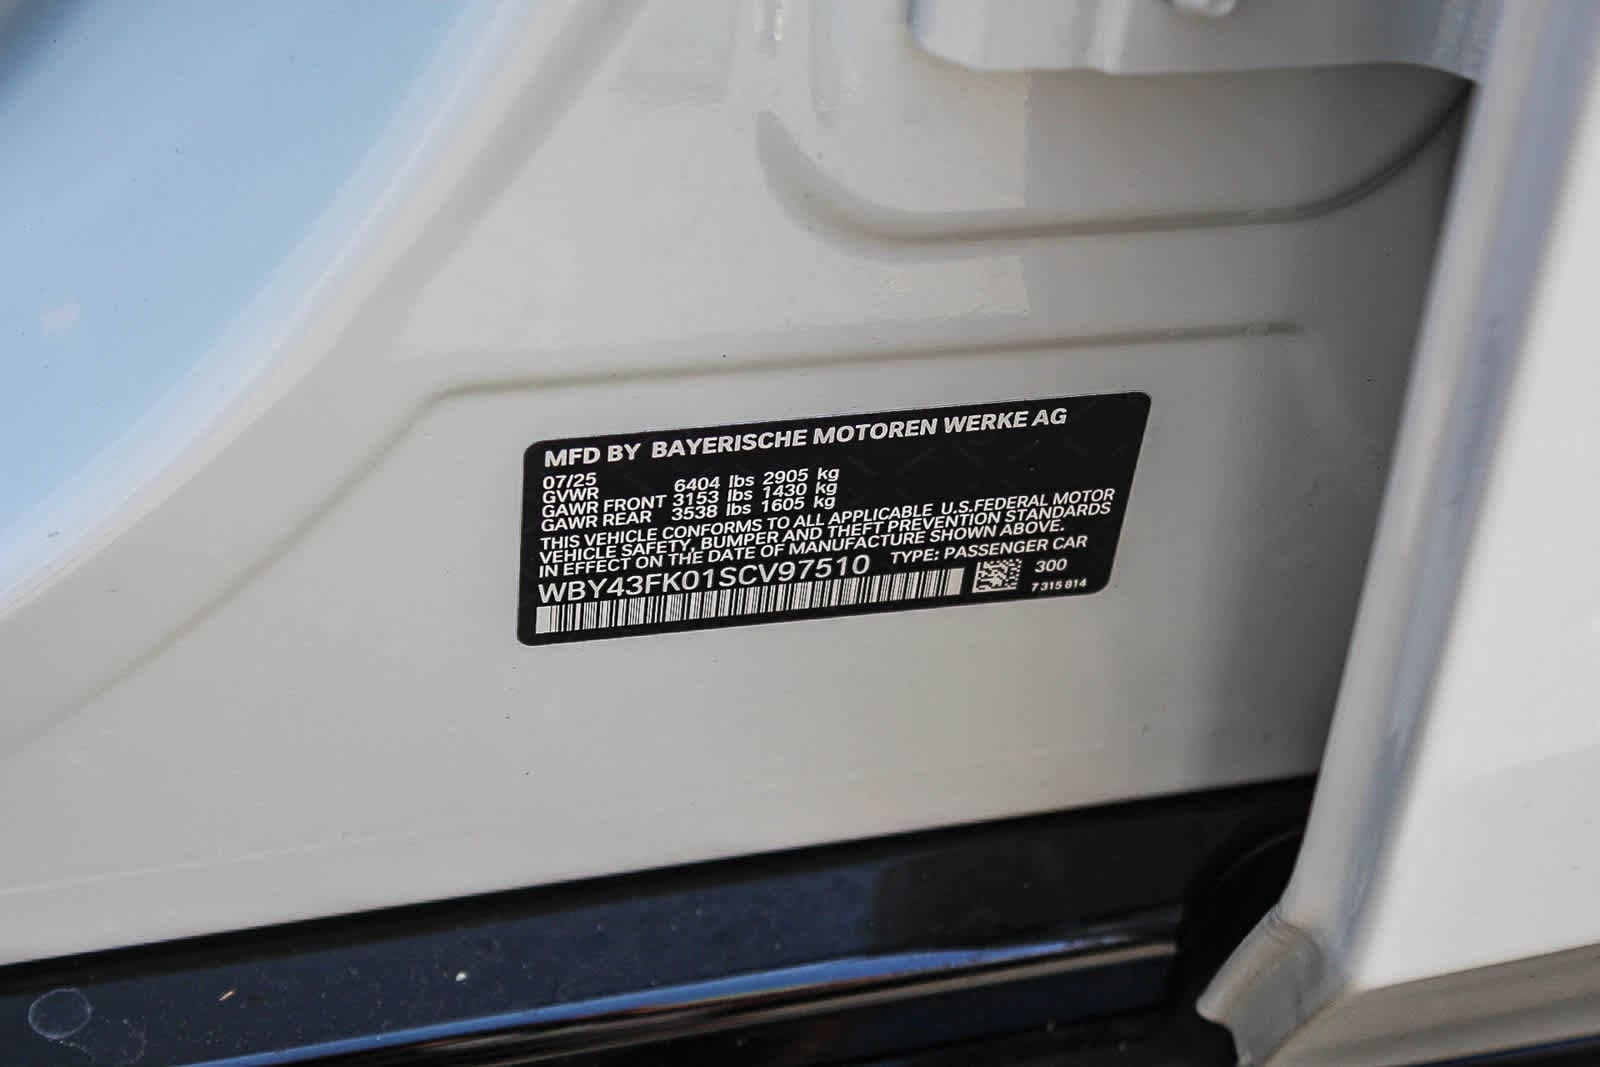 MFD BY BAYERISCHE MOTOREN WERKE AG
07/25
GVWR 6404 lbs 2905 kg
GAWR FRONT 3153 lbs 1430 kg
GAWR REAR 3538 lbs 1605 kg
THIS VEHICLE CONFORMS TO ALL APPLICABLE U.S.FEDERAL MOTOR
VEHICLE SAFETY, BUMPER AND THEFT PREVENTION STANDARDS
IN EFFECT ON THE DATE OF MANUFACTURE SHOWN ABOVE.
WBY43FK01SCV97510 TYPE: PASSENGER CAR
300
7 315 814